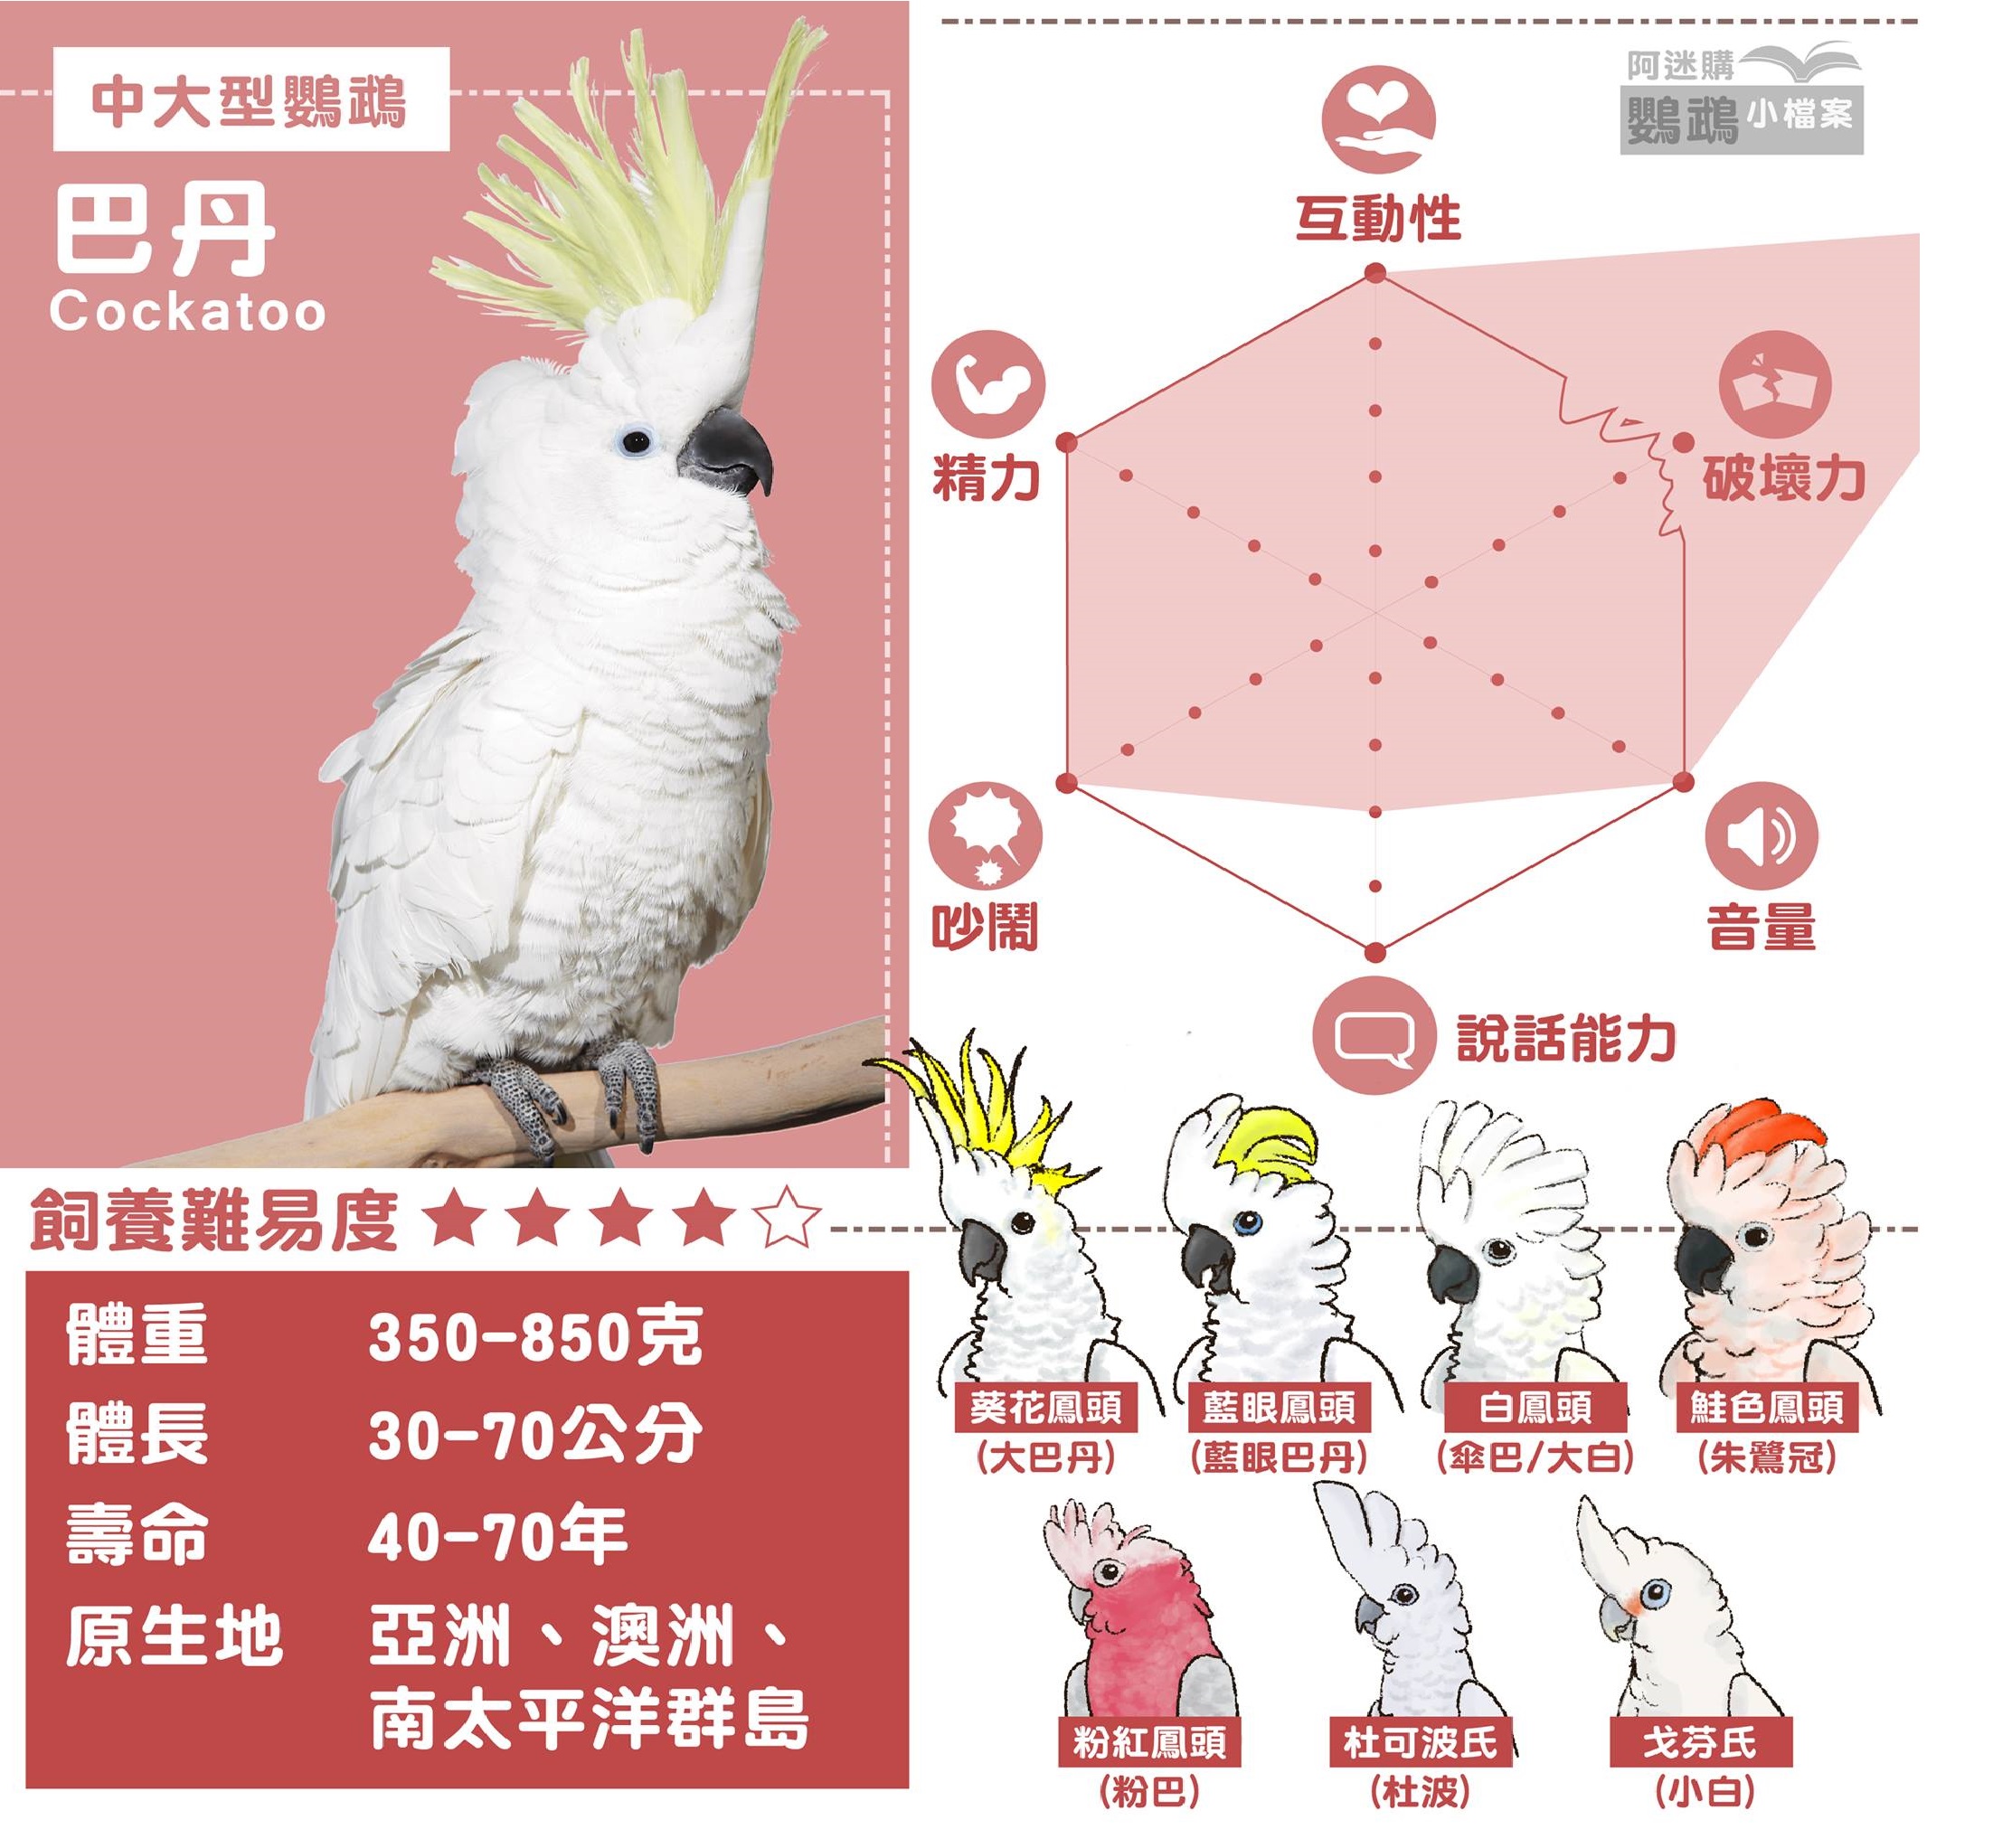 中大型鸚鵡
巴丹
Cockatoo
阿迷購
鸚鵡小檔案
互動性
精力
破壞力
吵鬧
音量
說話能力
飼養難易度
體重 350-850克
體長 30-70公分
壽命 40-70年
原生地 亞洲、澳洲、
南太平洋群島
葵花鳳頭
(大巴丹)
藍眼鳳頭
(藍眼巴丹)
白鳳頭
(傘巴/大白)
鮭色鳳頭
(朱鷺冠)
粉紅鳳頭
(粉巴)
杜可波氏
(杜波)
戈芬氏
(小白)